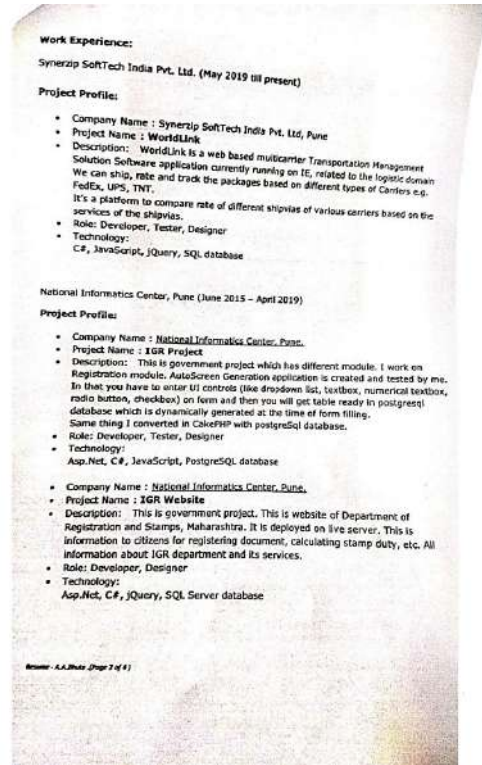 Work Experience:
Synerzip SoftTech India Pvt. Ltd. (May 2019 till present)
Project Profile:
• Company Name : Synerzip SoftTech India Pvt. Ltd, Pune
• Project Name : WorldLink
• Description: WorldLink is a web based multicarrier Transportation Management
Solution Software application currently running on IE, related to the logistic domain
We can ship, rate and track the packages based on different types of Carriers e.g.
FedEx, UPS, TNT.
It's a platform to compare rate of different shipvias of various carriers based on the
services of the shipvias.
• Role: Developer, Tester, Designer
• Technology:
C#, JavaScript, jQuery, SQL database
National Informatics Center, Pune (June 2015 – April 2019)
Project Profile:
• Company Name : National Informatics Center, Pune.
• Project Name : IGR Project
• Description: This is government project which has different module. I work on
Registration module. AutoScreen Generation application is created and tested by me.
In that you have to enter UI controls (like dropdown list, textbox, numerical textbox,
radio button, checkbox) on form and then you will get table ready in postgresql
database which is dynamically generated at the time of form filling.
Same thing I converted in CakePHP with postgreSql database.
• Role: Developer, Tester, Designer
• Technology:
Asp.Net, C#, JavaScript, PostgreSQL database
• Company Name : National Informatics Center, Pune.
• Project Name : IGR Website
• Description: This is government project. This is website of Department of
Registration and Stamps, Maharashtra. It is deployed on live server. This is
information to citizens for registering document, calculating stamp duty, etc. All
information about IGR department and its services.
• Role: Developer, Designer
• Technology:
Asp.Net, C#, jQuery, SQL Server database
Resume - A.A. (Page 2 of 4)